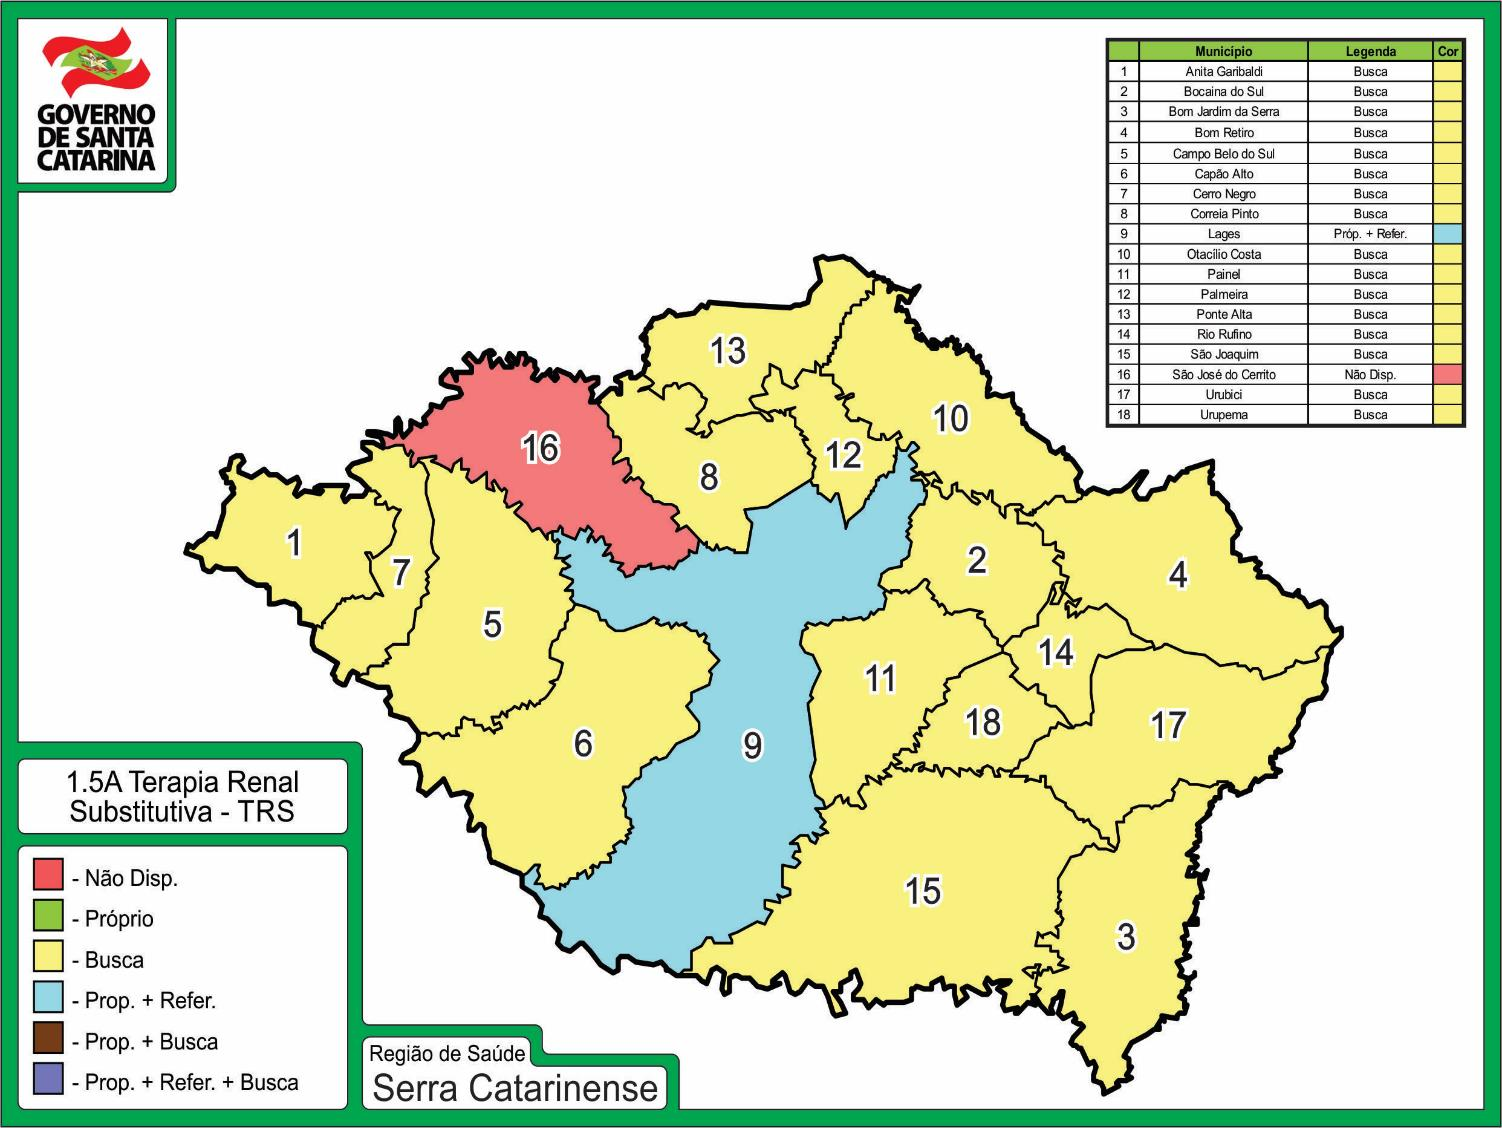 GOVERNO
DE SANTA
CATARINA
Município Legenda Cor
1 Anita Garibaldi Busca
2 Bocaina do Sul Busca
3 Bom Jardim da Serra Busca
4 Bom Retiro Busca
5 Campo Belo do Sul Busca
6 Capão Alto Busca
7 Cerro Negro Busca
8 Correia Pinto Busca
9 Lages Próp. + Refer.
10 Otacílio Costa Busca
11 Painel Busca
12 Palmeira Busca
13 Ponte Alta Busca
14 Rio Rufino Busca
15 São Joaquim Busca
16 São José do Cerrito Não Disp.
17 Urubici Busca
18 Urupema Busca
13
10
16
12
8
1
2
7
4
5
14
11
18
17
6
9
15
3
1.5A Terapia Renal
Substitutiva - TRS
- Não Disp.
- Próprio
- Busca
- Prop. + Refer.
- Prop. + Busca
- Prop. + Refer. + Busca
Região de Saúde
Serra Catarinense